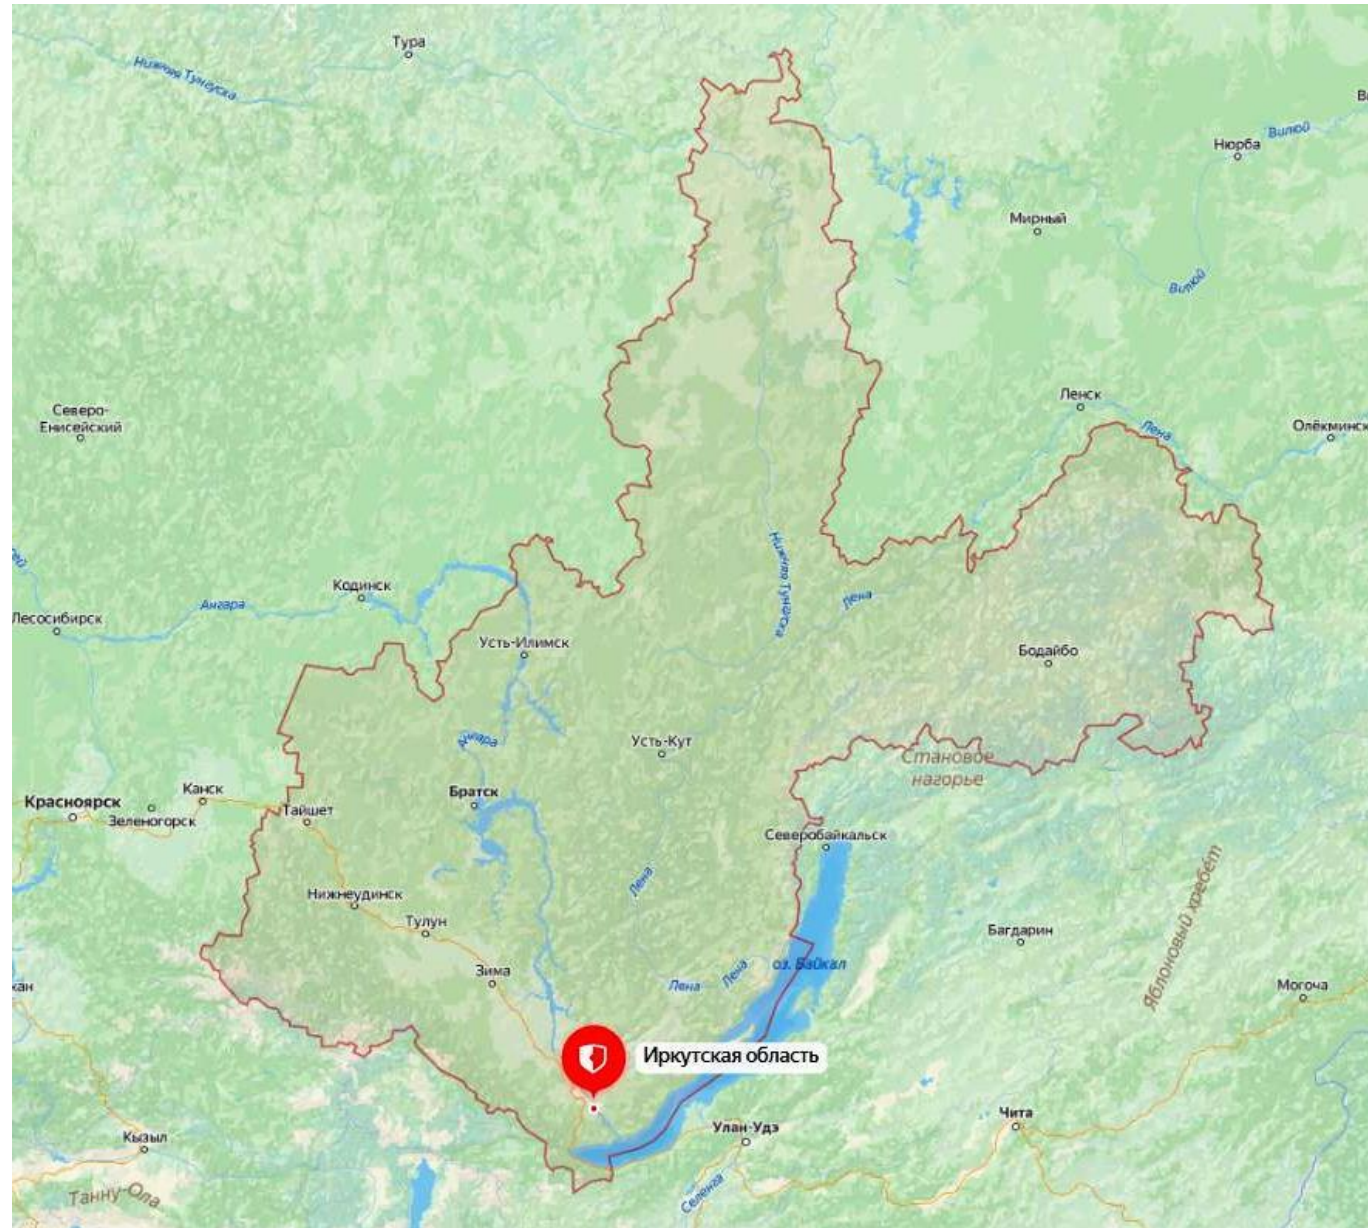 Тура
Нижняя Тунгуска
В
Вилюй
Нюрба
Мирный
Вилюй
Ленск
Лена
Олёкминск
Северо-
Енисейский
Нижняя Тунгуска
Кодинск
Лена
Ангара
Лесосибирск
Усть-Илимск
Бодайбо
Ангара
Усть-Кут
Становое
нагорье
Канск
Братск
Красноярск
Зеленогорск
Тайшет
Северобайкальск
Лена
Нижнеудинск
Яблоновый хребет
Тулун
Багдарин
оз. Байкал
Зима
Лена
Лена
Могоча
кан
Иркутская область
Чита
Улан-Удэ
Кызыл
Селенга
Танну-Ола